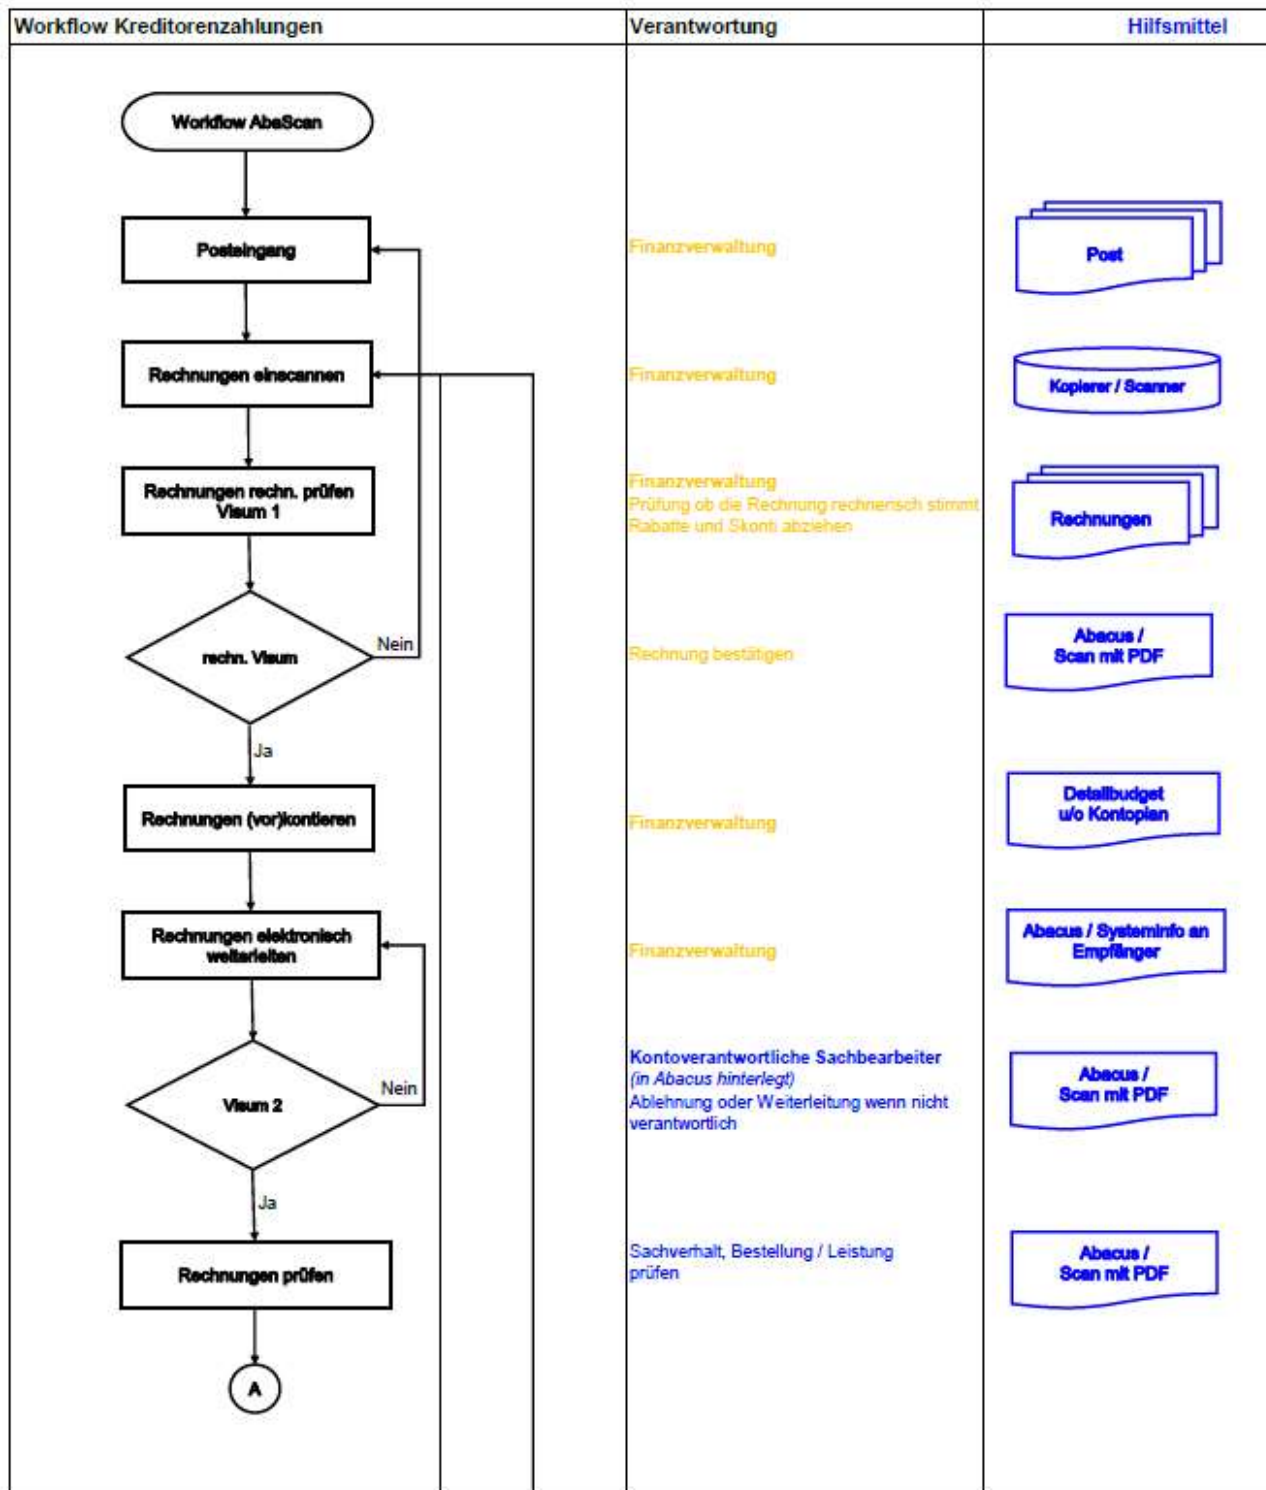 Workflow Kreditorenzahlungen
Verantwortung
Hilfsmittel
Workflow AbaScan
Posteingang
Finanzverwaltung
Post
Rechnungen einscannen
Finanzverwaltung
Kopierer / Scanner
Rechnungen rechn. prüfen
Visum 1
Finanzverwaltung
Prüfung ob die Rechnung rechnerisch stimmt
Rabatte und Skonti abziehen
Rechnungen
rechn. Visum
Nein
Ja
Rechnung bestätigen
Abacus /
Scan mit PDF
Rechnungen (vor)kontieren
Finanzverwaltung
Detailbudget
u/o Kontoplan
Rechnungen elektronisch
weiterleiten
Finanzverwaltung
Abacus / Systeminfo an
Empfänger
Visum 2
Nein
Ja
Kontoverantwortliche Sachbearbeiter
(in Abacus hinterlegt)
Ablehnung oder Weiterleitung wenn nicht
verantwortlich
Abacus /
Scan mit PDF
Rechnungen prüfen
Sachverhalt, Bestellung / Leistung
prüfen
Abacus /
Scan mit PDF
A